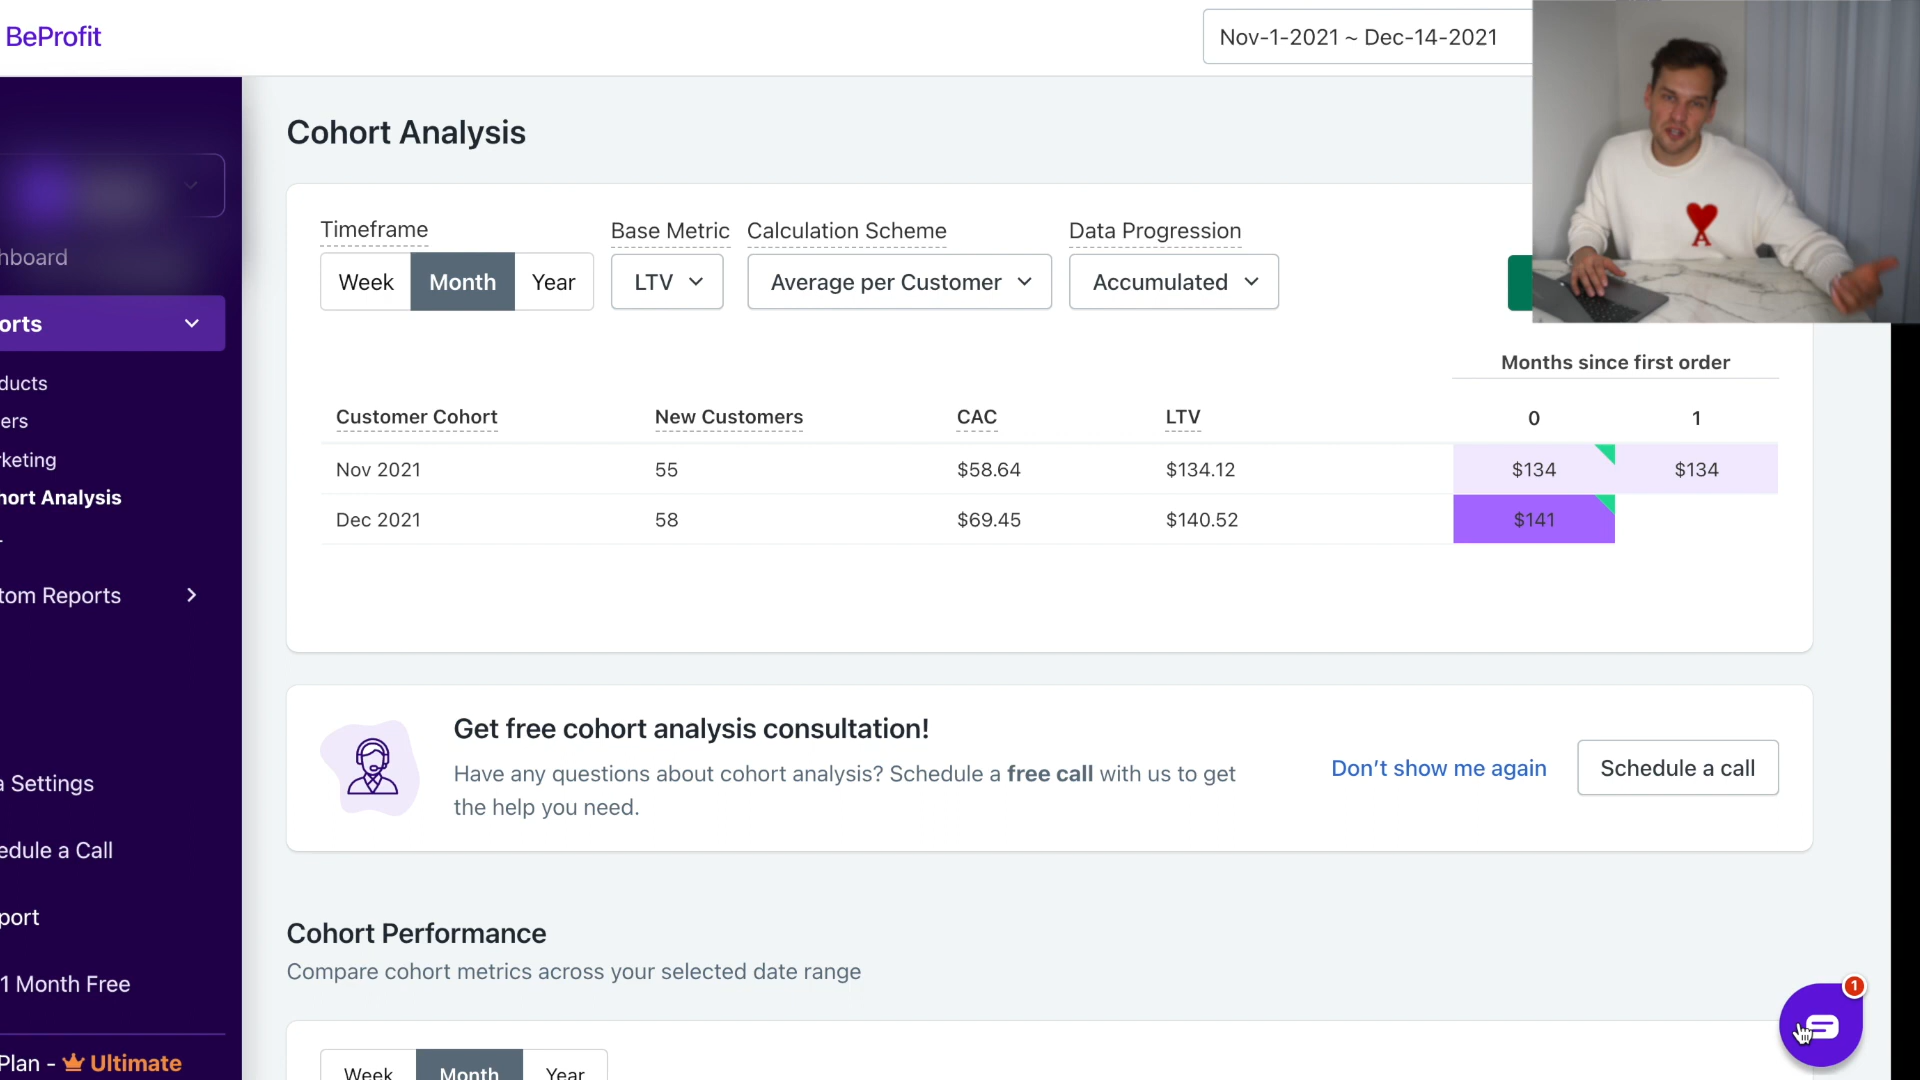 BeProfit
Nov-1-2021 ~ Dec-14-2021
hboard
orts
ducts
ers
keting
hort Analysis
tom Reports
a Settings
edule a Call
port
1 Month Free
Plan - Ultimate
Cohort Analysis
Timeframe
Base Metric
Calculation Scheme
Data Progression
Week Month Year
LTV
Average per Customer
Accumulated
Months since first order
Customer Cohort New Customers CAC LTV 0 1
Nov 2021 55 $58.64 $134.12 $134 $134
Dec 2021 58 $69.45 $140.52 $141
Get free cohort analysis consultation!
Have any questions about cohort analysis? Schedule a free call with us to get
the help you need.
Don't show me again
Schedule a call
Cohort Performance
Compare cohort metrics across your selected date range
Week Month Year
1
A